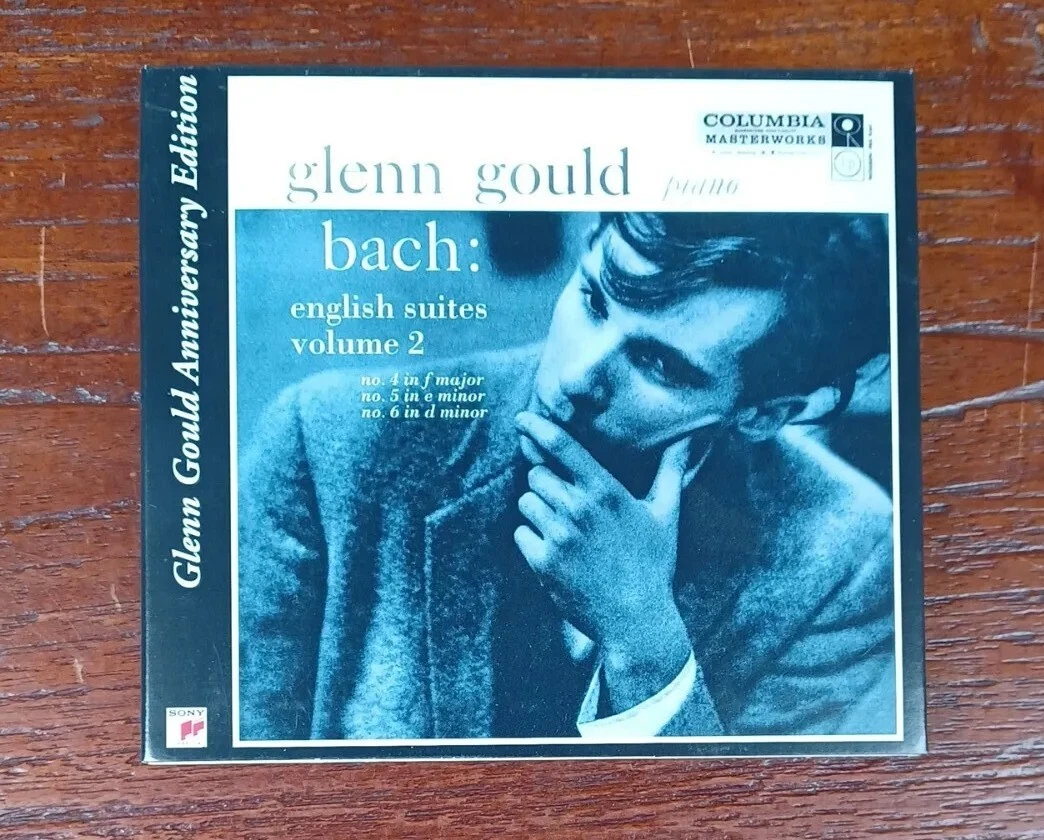 Glenn Gould Anniversary Edition
COLUMBIA
MASTERWORKS
glenn gould piano
bach:
english suites
volume 2
no. 4 in f major
no. 5 in e minor
no. 6 in d minor
SONY